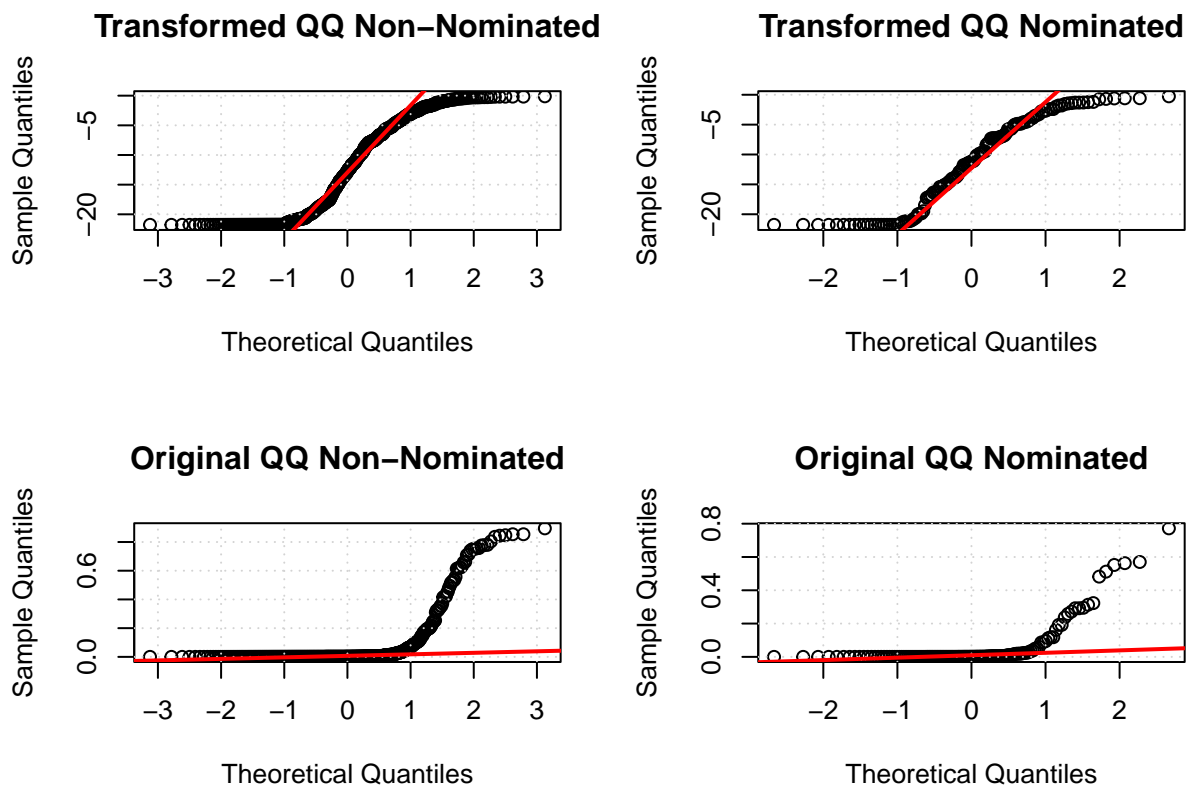 Transformed QQ Non−Nominated
Sample Quantiles
−5
−20
−3 −2 −1 0 1 2 3
Theoretical Quantiles
Transformed QQ Nominated
Sample Quantiles
−5
−20
−2 −1 0 1 2
Theoretical Quantiles
Original QQ Non−Nominated
Sample Quantiles
0.6
0.0
−3 −2 −1 0 1 2 3
Theoretical Quantiles
Original QQ Nominated
Sample Quantiles
0.8
0.4
0.0
−2 −1 0 1 2
Theoretical Quantiles